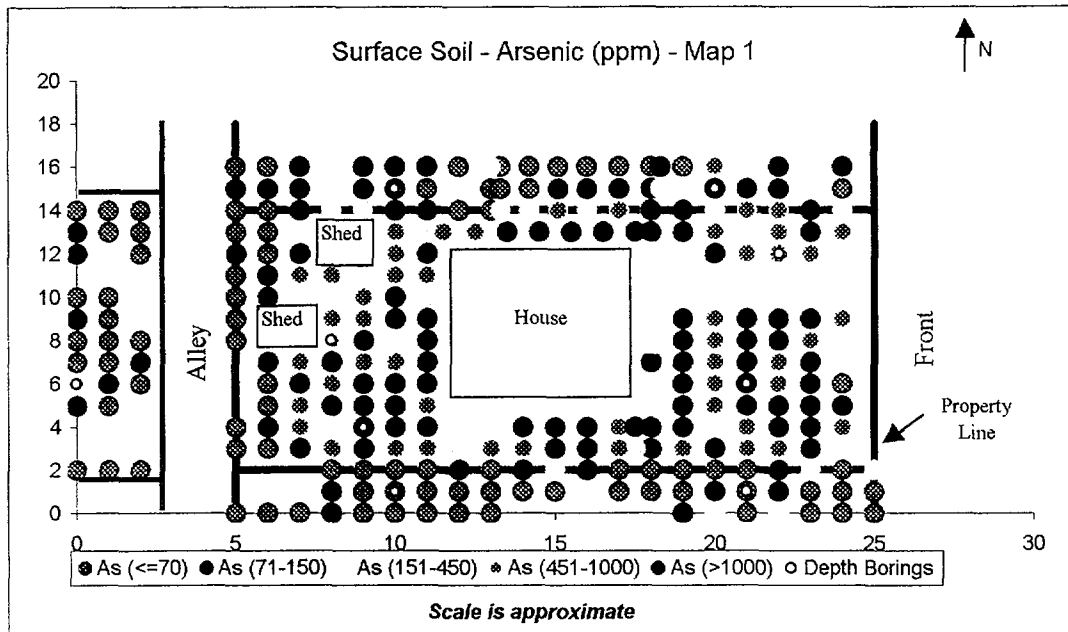 Surface Soil - Arsenic (ppm) - Map 1
N
20
18
16
14
12
10
8
6
4
2
0
Shed
Shed
House
Alley
Front
Property
Line
0 5 10 15 20 25 30
As (<=70) As (71-150) As (151-450) As (451-1000) As (>1000) Depth Borings
Scale is approximate